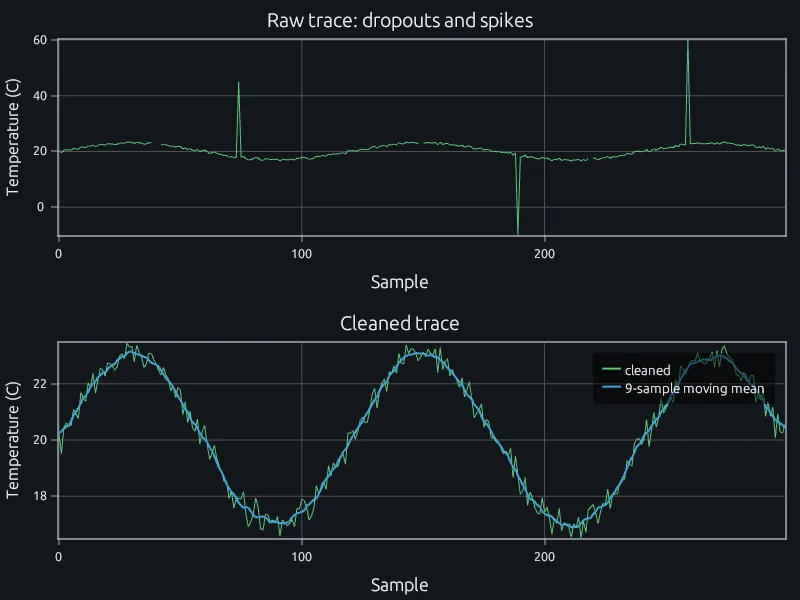 Raw trace: dropouts and spikes
Temperature (C)
60
40
20
0
0 100 200
Sample
Cleaned trace
Temperature (C)
22
20
18
cleaned
9-sample moving mean
0 100 200
Sample